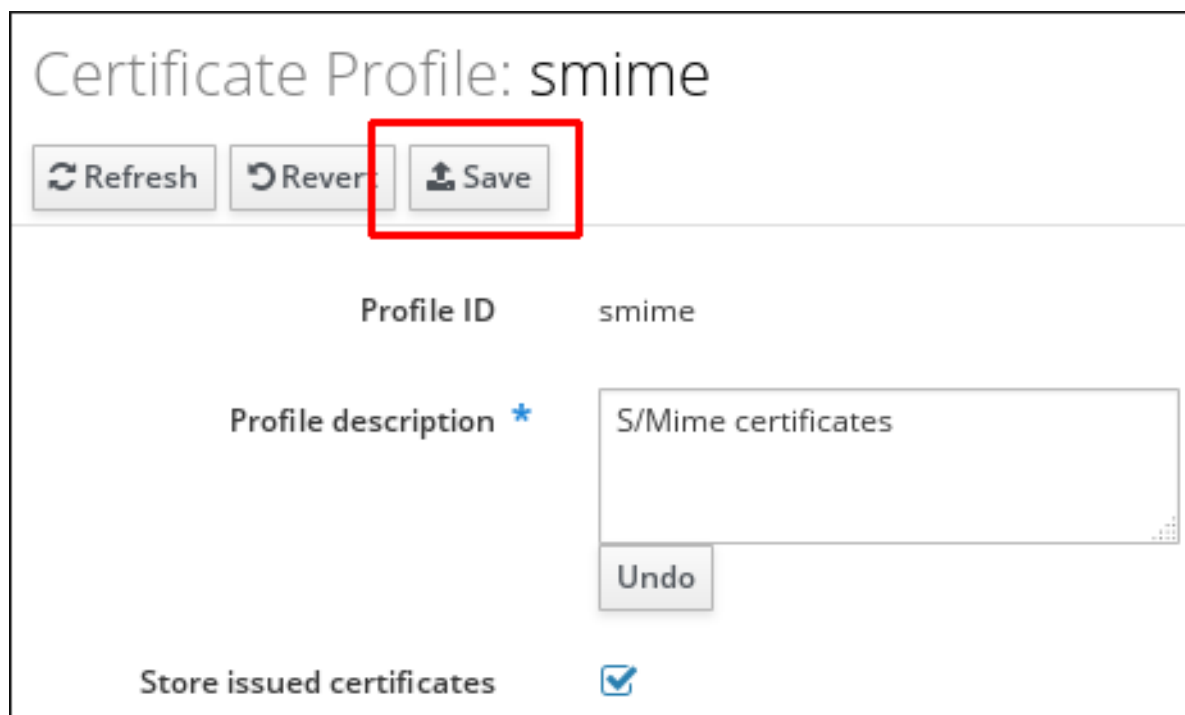 Certificate Profile: smime
Refresh Revert Save
Profile ID smime
Profile description * S/Mime certificates
Undo
Store issued certificates